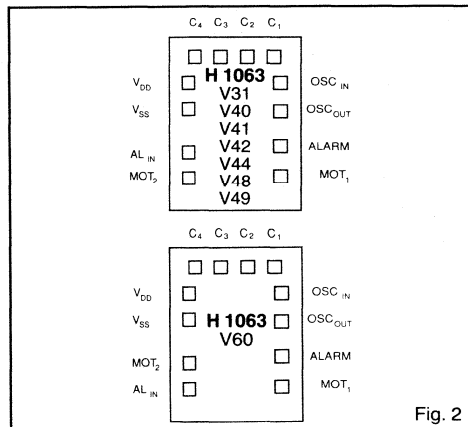 C4 C3 C2 C1
H 1063
VDD V31 OSC IN
VSS V40 OSCOUT
V41
AL IN V42 ALARM
V44
MOT2 V48 MOT1
V49
C4 C3 C2 C1
VDD OSC IN
VSS H 1063 OSCOUT
V60
MOT2 ALARM
AL IN MOT1
Fig. 2